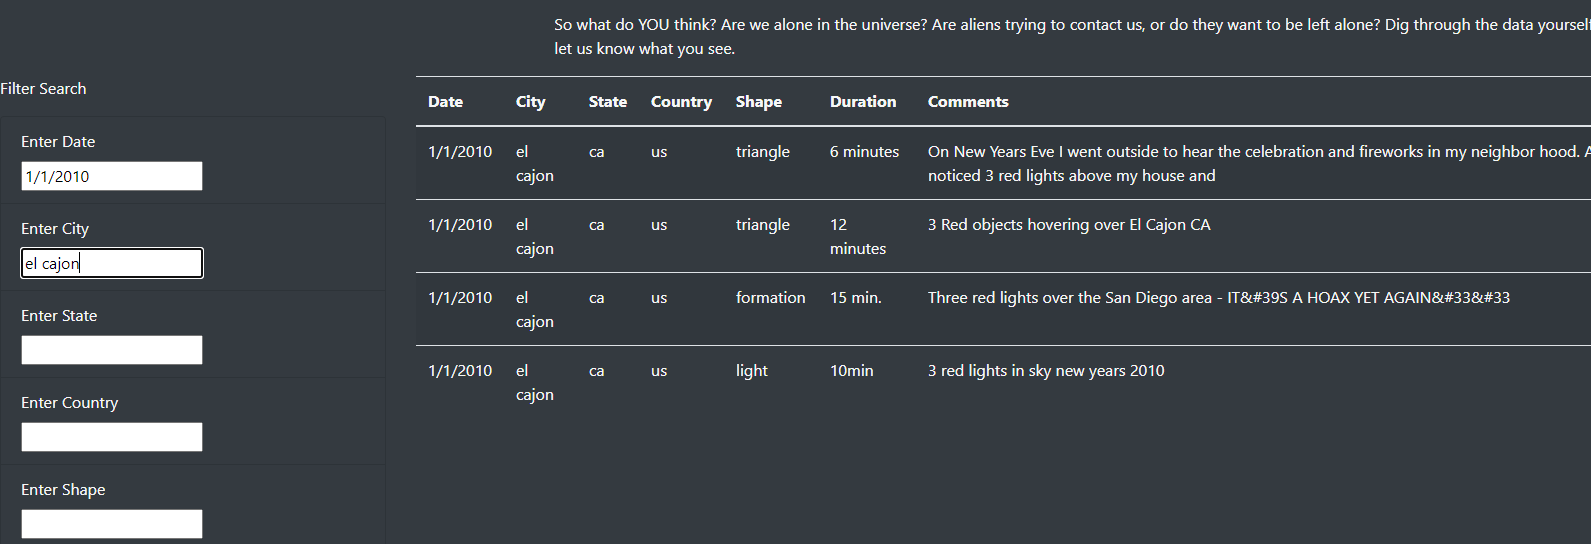 So what do YOU think? Are we alone in the universe? Are aliens trying to contact us, or do they want to be left alone? Dig through the data yourself
let us know what you see.
Filter Search
Enter Date
1/1/2010
Enter City
el cajon
Enter State
Enter Country
Enter Shape
Date City State Country Shape Duration Comments
1/1/2010 el ca us triangle 6 minutes On New Years Eve I went outside to hear the celebration and fireworks in my neighbor hood. A
cajon noticed 3 red lights above my house and
1/1/2010 el ca us triangle 12 3 Red objects hovering over El Cajon CA
cajon minutes
1/1/2010 el ca us formation 15 min. Three red lights over the San Diego area - IT&#39S A HOAX YET AGAIN&#33&#33
cajon
1/1/2010 el ca us light 10min 3 red lights in sky new years 2010
cajon